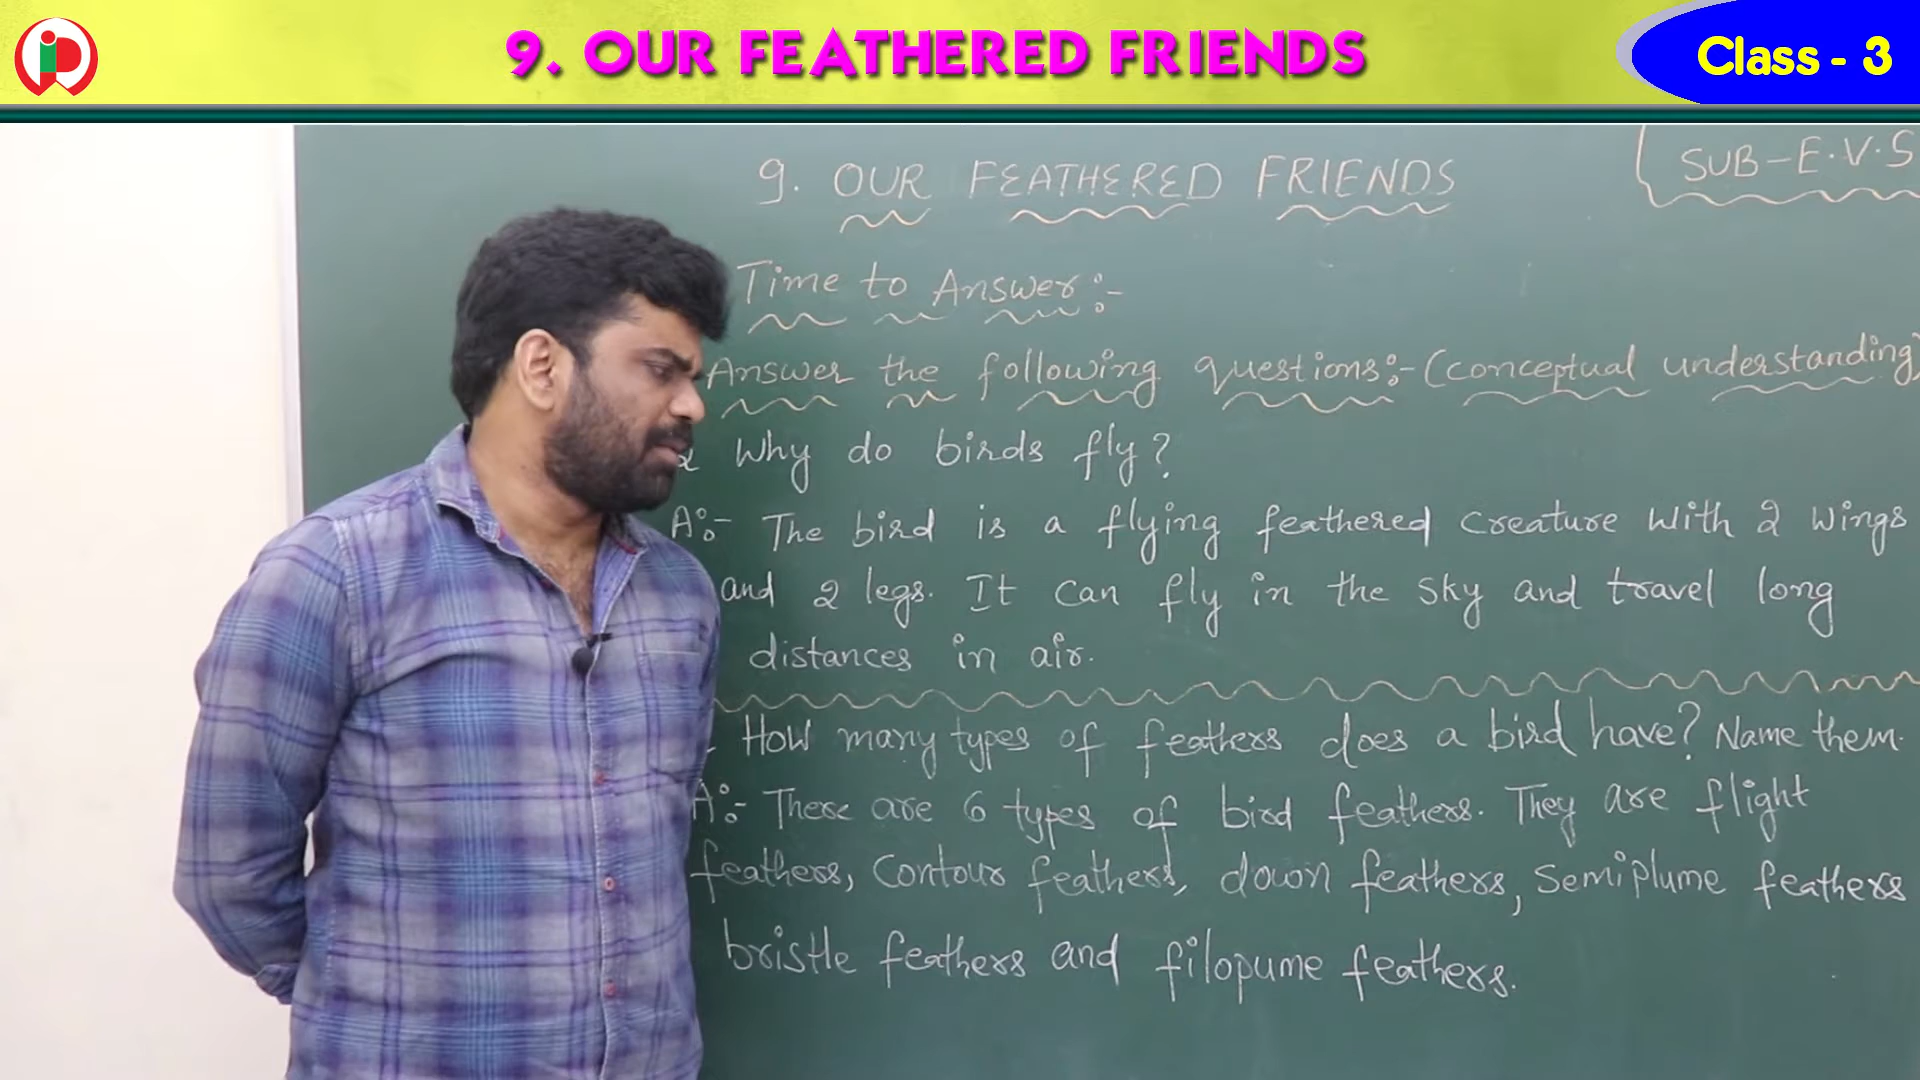 9. OUR FEATHERED FRIENDS
Class - 3
SUB-E.V.S
9. OUR FEATHERED FRIENDS
Time to Answer:-
Answer the following questions:- (conceptual understanding)
Why do birds fly?
A:- The bird is a flying feathered creature with 2 wings
and 2 legs. It can fly in the sky and travel long
distances in air.
How many types of feathers does a bird have? Name them.
A:- There are 6 types of bird feathers. They are flight
feathers, contour feathers, down feathers, semiplume feathers
bristle feathers and filopume feathers.